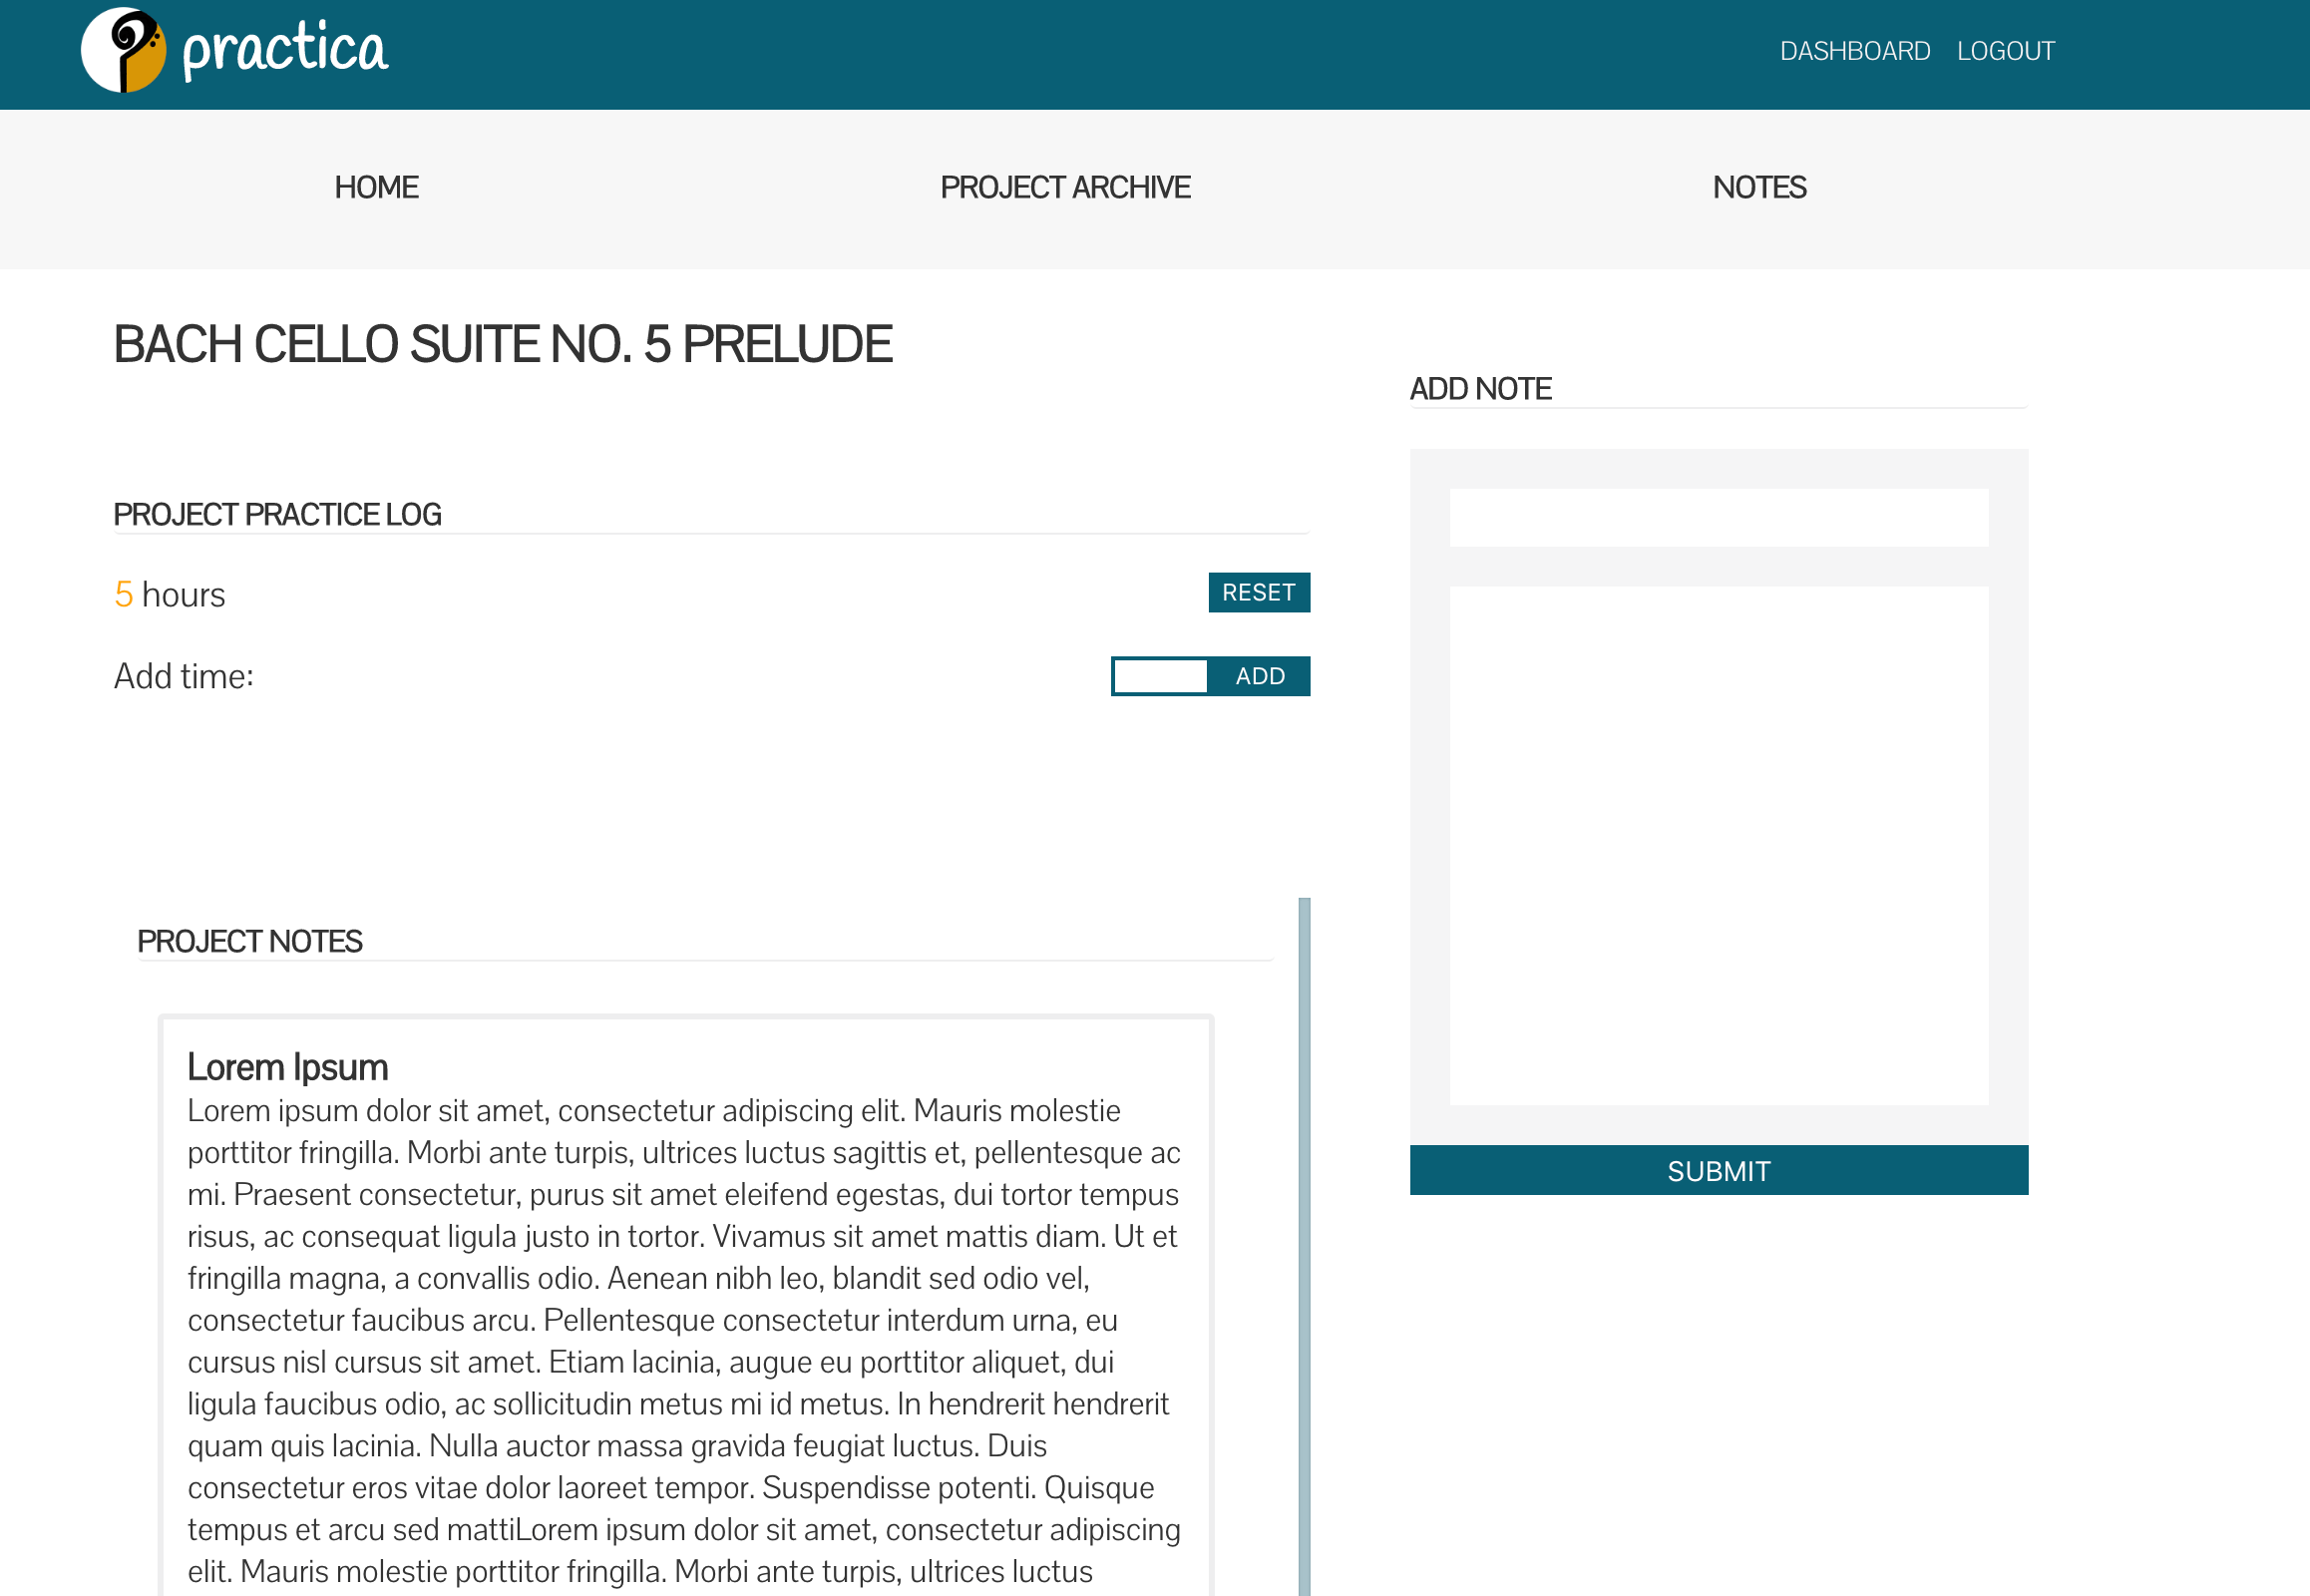 practica
DASHBOARD LOGOUT
HOME PROJECT ARCHIVE NOTES
BACH CELLO SUITE NO. 5 PRELUDE
PROJECT PRACTICE LOG
5 hours
RESET
Add time:
ADD
PROJECT NOTES
Lorem Ipsum
Lorem ipsum dolor sit amet, consectetur adipiscing elit. Mauris molestie
porttitor fringilla. Morbi ante turpis, ultrices luctus sagittis et, pellentesque ac
mi. Praesent consectetur, purus sit amet eleifend egestas, dui tortor tempus
risus, ac consequat ligula justo in tortor. Vivamus sit amet mattis diam. Ut et
fringilla magna, a convallis odio. Aenean nibh leo, blandit sed odio vel,
consectetur faucibus arcu. Pellentesque consectetur interdum urna, eu
cursus nisl cursus sit amet. Etiam lacinia, augue eu porttitor aliquet, dui
ligula faucibus odio, ac sollicitudin metus mi id metus. In hendrerit hendrerit
quam quis lacinia. Nulla auctor massa gravida feugiat luctus. Duis
consectetur eros vitae dolor laoreet tempor. Suspendisse potenti. Quisque
tempus et arcu sed mattiLorem ipsum dolor sit amet, consectetur adipiscing
elit. Mauris molestie porttitor fringilla. Morbi ante turpis, ultrices luctus
ADD NOTE
SUBMIT